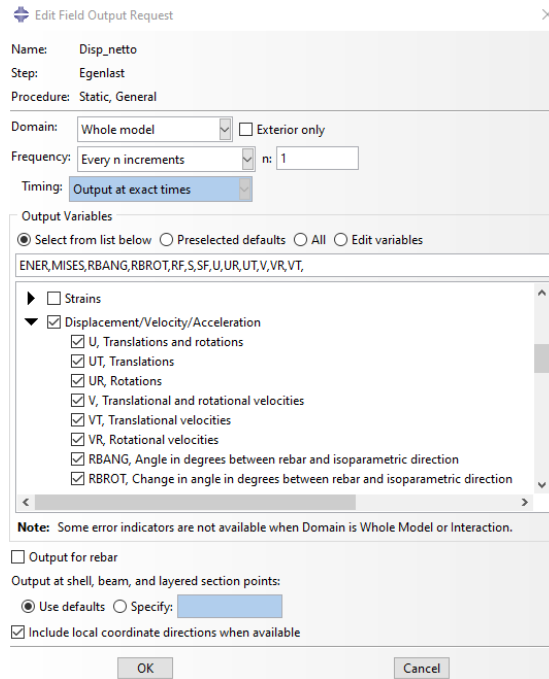 Edit Field Output Request
Name: Disp_netto
Step: Egenlast
Procedure: Static, General
Domain: Whole model Exterior only
Frequency: Every n increments n: 1
Timing: Output at exact times
Output Variables
Select from list below Preselected defaults All Edit variables
ENER,MISES,RBANG,RBROT,RF,S,SF,U,UR,UT,V,VR,VT,
Strains
Displacement/Velocity/Acceleration
U, Translations and rotations
UT, Translations
UR, Rotations
V, Translational and rotational velocities
VT, Translational velocities
VR, Rotational velocities
RBANG, Angle in degrees between rebar and isoparametric direction
RBROT, Change in angle in degrees between rebar and isoparametric direction
Note: Some error indicators are not available when Domain is Whole Model or Interaction.
Output for rebar
Output at shell, beam, and layered section points:
Use defaults Specify:
Include local coordinate directions when available
OK Cancel